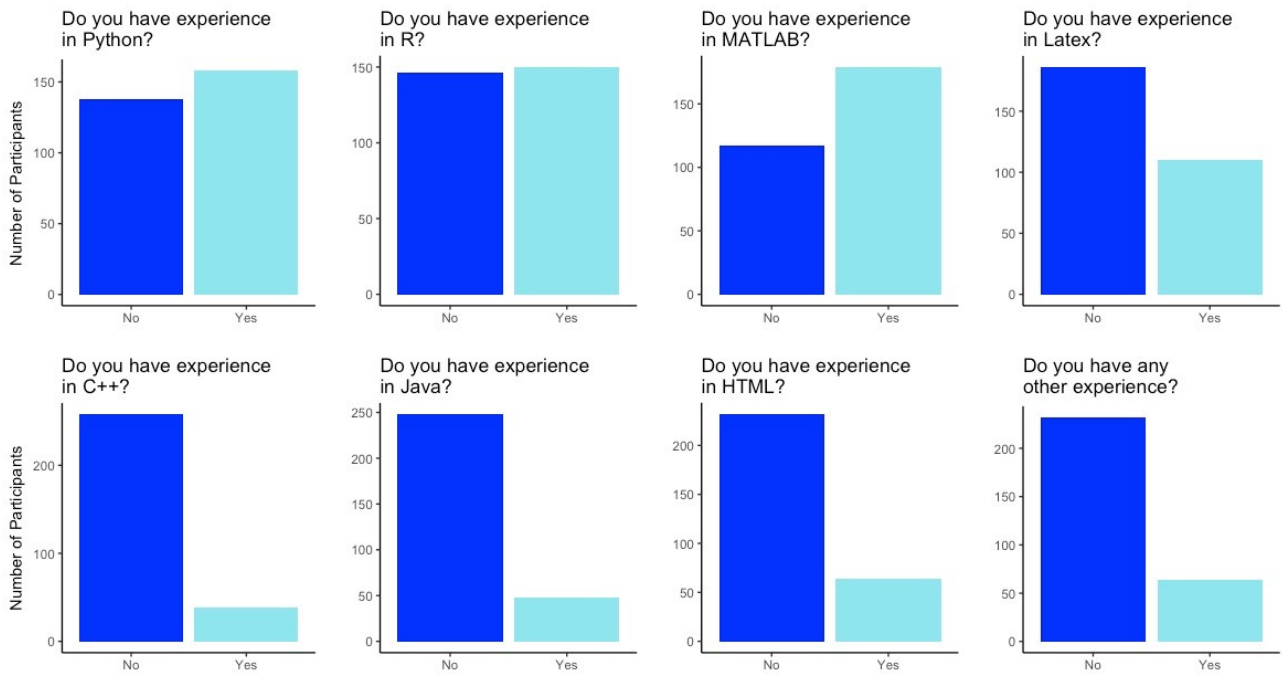 Do you have experience
in Python?
Do you have experience
in R?
Do you have experience
in MATLAB?
Do you have experience
in Latex?
Number of Participants
150
100
50
0
No Yes
150
100
50
0
No Yes
150
100
50
0
No Yes
150
100
50
0
No Yes
Do you have experience
in C++?
Do you have experience
in Java?
Do you have experience
in HTML?
Do you have any
other experience?
Number of Participants
200
100
0
No Yes
250
200
150
100
50
0
No Yes
200
150
100
50
0
No Yes
200
150
100
50
0
No Yes